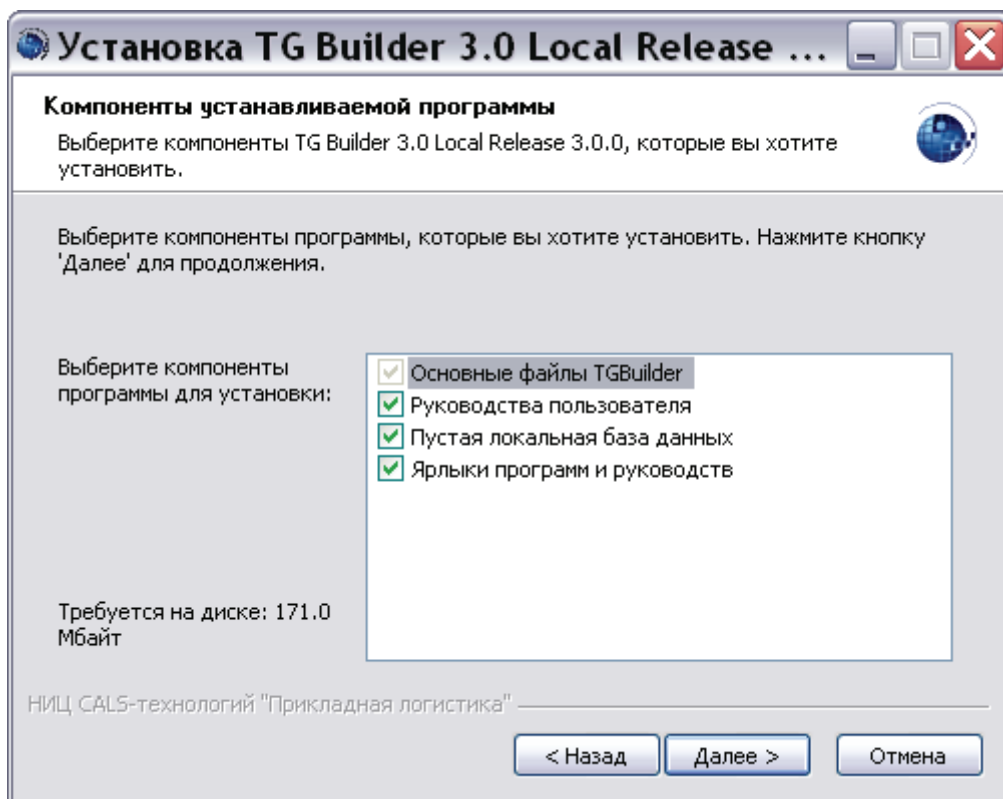 Установка TG Builder 3.0 Local Release ...
Компоненты устанавливаемой программы
Выберите компоненты TG Builder 3.0 Local Release 3.0.0, которые вы хотите
установить.
Выберите компоненты программы, которые вы хотите установить. Нажмите кнопку
'Далее' для продолжения.
Выберите компоненты
программы для установки:
Основные файлы TGBuilder
Руководства пользователя
Пустая локальная база данных
Ярлыки программ и руководств
Требуется на диске: 171.0
Мбайт
НИЦ CALS-технологий "Прикладная логистика"
< Назад
Далее >
Отмена